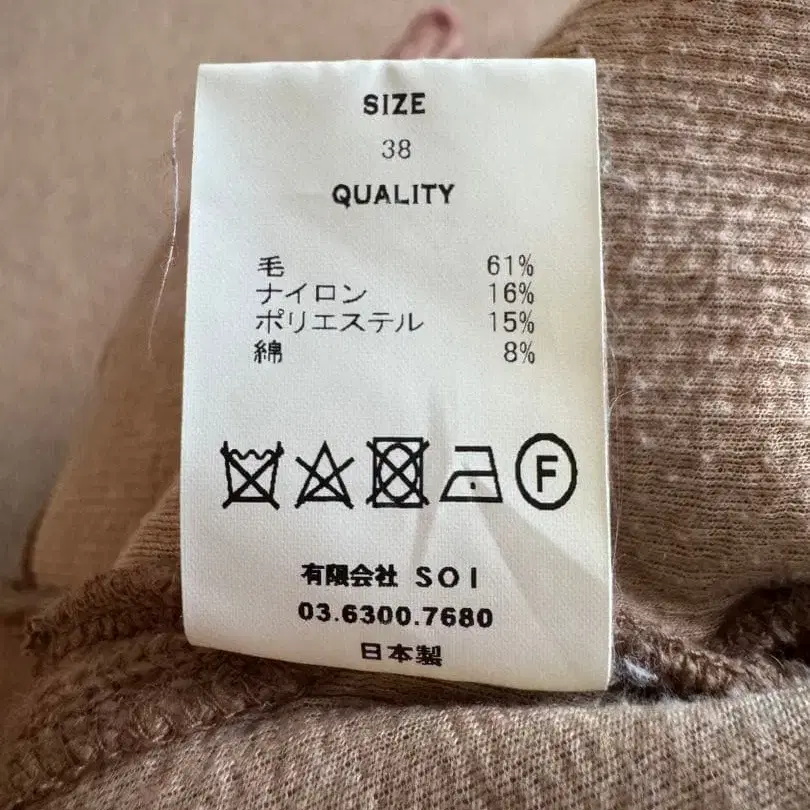 SIZE
38
QUALITY
毛 61%
ナイロン 16%
ポリエステル 15%
綿 8%
F
有限会社 SOI
03.6300.7680
日本製